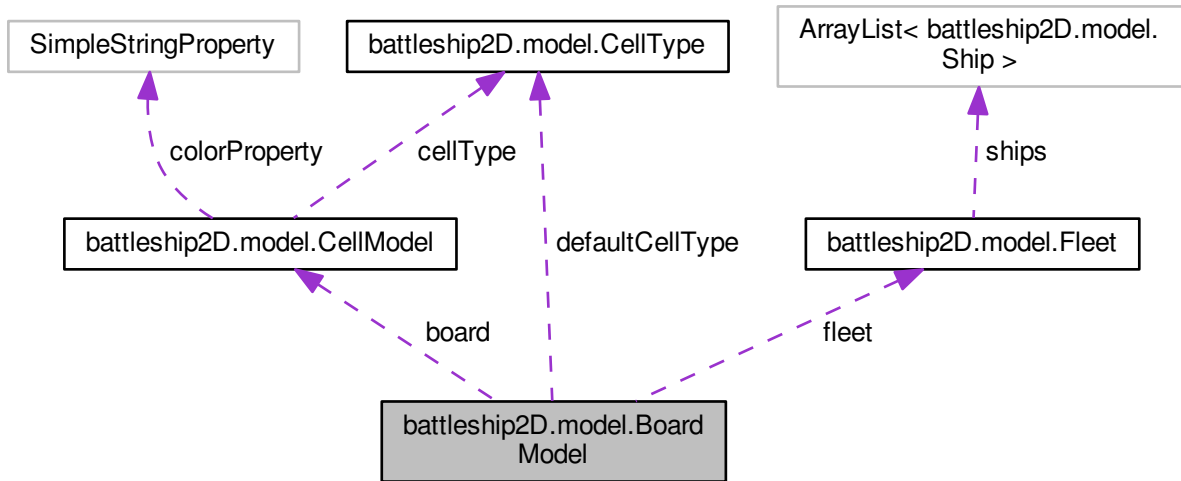 SimpleStringProperty
battleship2D.model.CellType
ArrayList< battleship2D.model.
Ship >
colorProperty
cellType
ships
battleship2D.model.CellModel
defaultCellType
battleship2D.model.Fleet
board
fleet
battleship2D.model.Board
Model